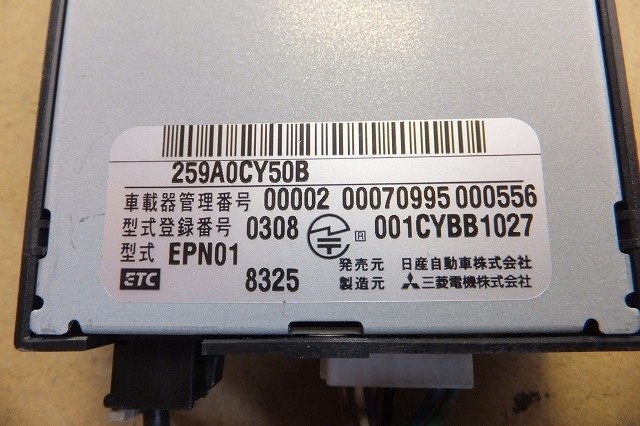 259A0CY50B
車載器管理番号 00002 00070995 000556
型式登録番号 0308 R 001CYBB1027
型式 EPN01
ETC 8325
発売元 日産自動車株式会社
製造元 三菱電機株式会社